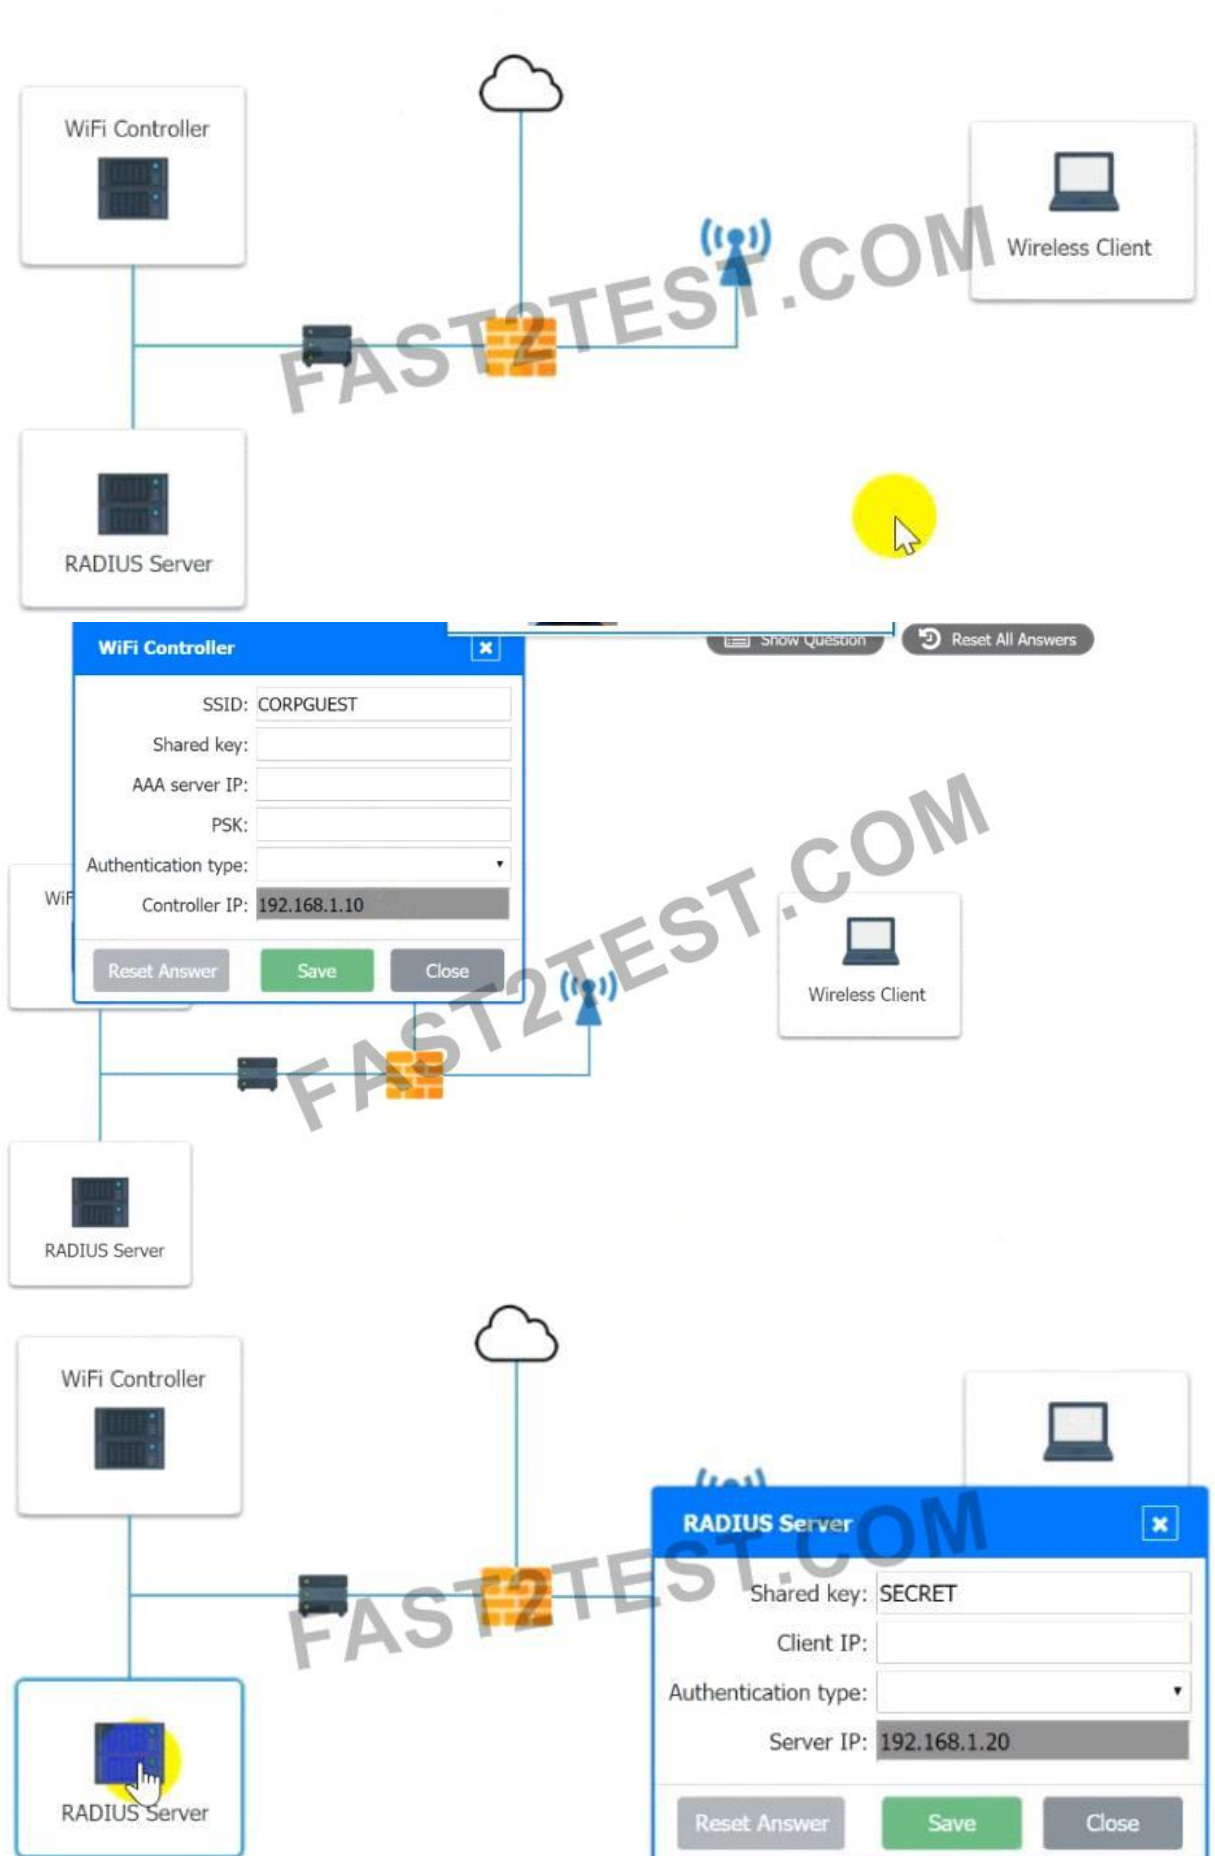 WiFi Controller
Wireless Client
FAST2TEST.COM
RADIUS Server
WiFi Controller
Show Question
Reset All Answers
SSID: CORPGUEST
Shared key:
AAA server IP:
PSK:
Authentication type:
Controller IP: 192.168.1.10
Reset Answer
Save
Close
WiF
Wireless Client
FAST2TEST.COM
RADIUS Server
WiFi Controller
RADIUS Server
Shared key: SECRET
Client IP:
Authentication type:
Server IP: 192.168.1.20
Reset Answer
Save
Close
FAST2TEST.COM
RADIUS Server